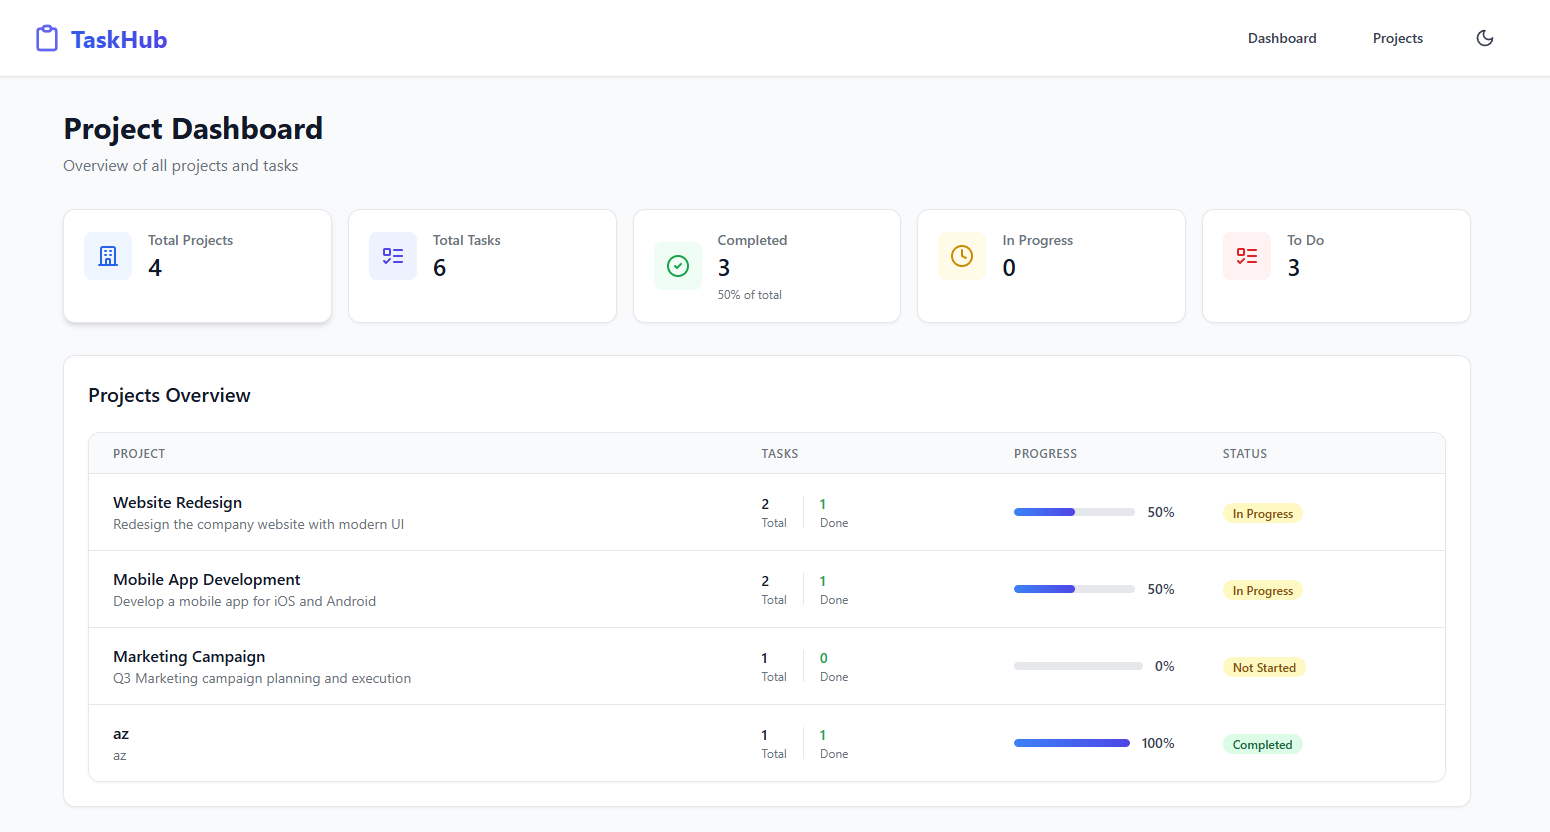 TaskHub
Dashboard
Projects
Project Dashboard
Overview of all projects and tasks
Total Projects
4
Total Tasks
6
Completed
3
50% of total
In Progress
0
To Do
3
Projects Overview
PROJECT TASKS PROGRESS STATUS
Website Redesign
Redesign the company website with modern UI
2
Total
1
Done
50%
In Progress
Mobile App Development
Develop a mobile app for iOS and Android
2
Total
1
Done
50%
In Progress
Marketing Campaign
Q3 Marketing campaign planning and execution
1
Total
0
Done
0%
Not Started
az
az
1
Total
1
Done
100%
Completed